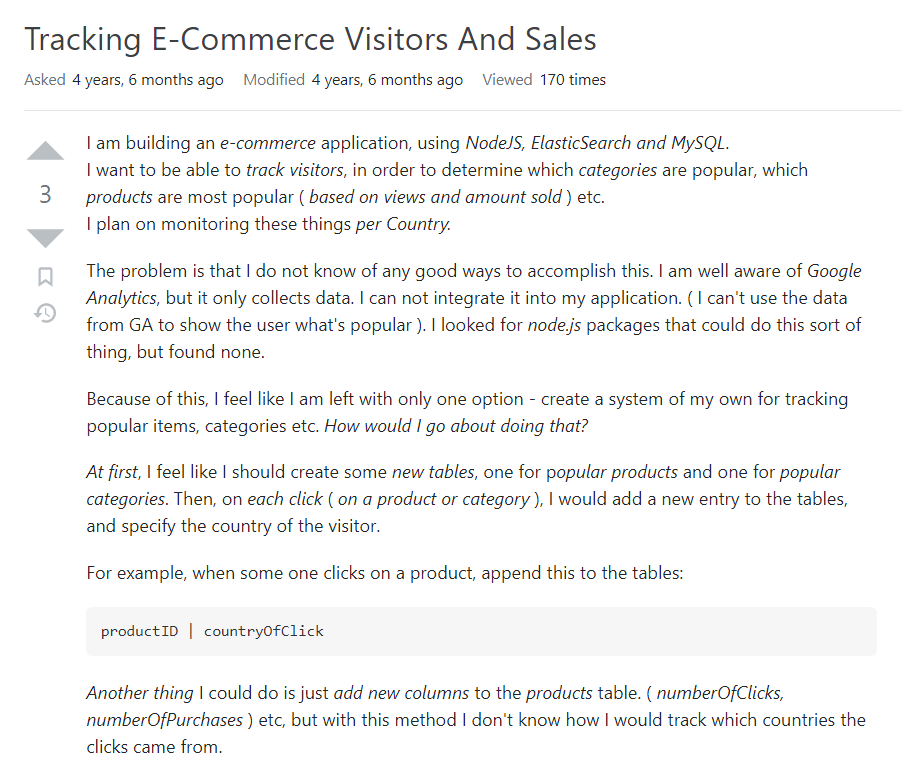 Tracking E-Commerce Visitors And Sales
Asked 4 years, 6 months ago Modified 4 years, 6 months ago Viewed 170 times
I am building an e-commerce application, using NodeJS, ElasticSearch and MySQL.
I want to be able to track visitors, in order to determine which categories are popular, which
products are most popular ( based on views and amount sold ) etc.
3
I plan on monitoring these things per Country.
The problem is that I do not know of any good ways to accomplish this. I am well aware of Google
Analytics, but it only collects data. I can not integrate it into my application. ( I can't use the data
from GA to show the user what's popular ). I looked for node.js packages that could do this sort of
thing, but found none.
Because of this, I feel like I am left with only one option - create a system of my own for tracking
popular items, categories etc. How would I go about doing that?
At first, I feel like I should create some new tables, one for popular products and one for popular
categories. Then, on each click ( on a product or category ), I would add a new entry to the tables,
and specify the country of the visitor.
For example, when some one clicks on a product, append this to the tables:
productID | countryOfClick
Another thing I could do is just add new columns to the products table. ( numberOfClicks,
numberOfPurchases ) etc, but with this method I don't know how I would track which countries the
clicks came from.